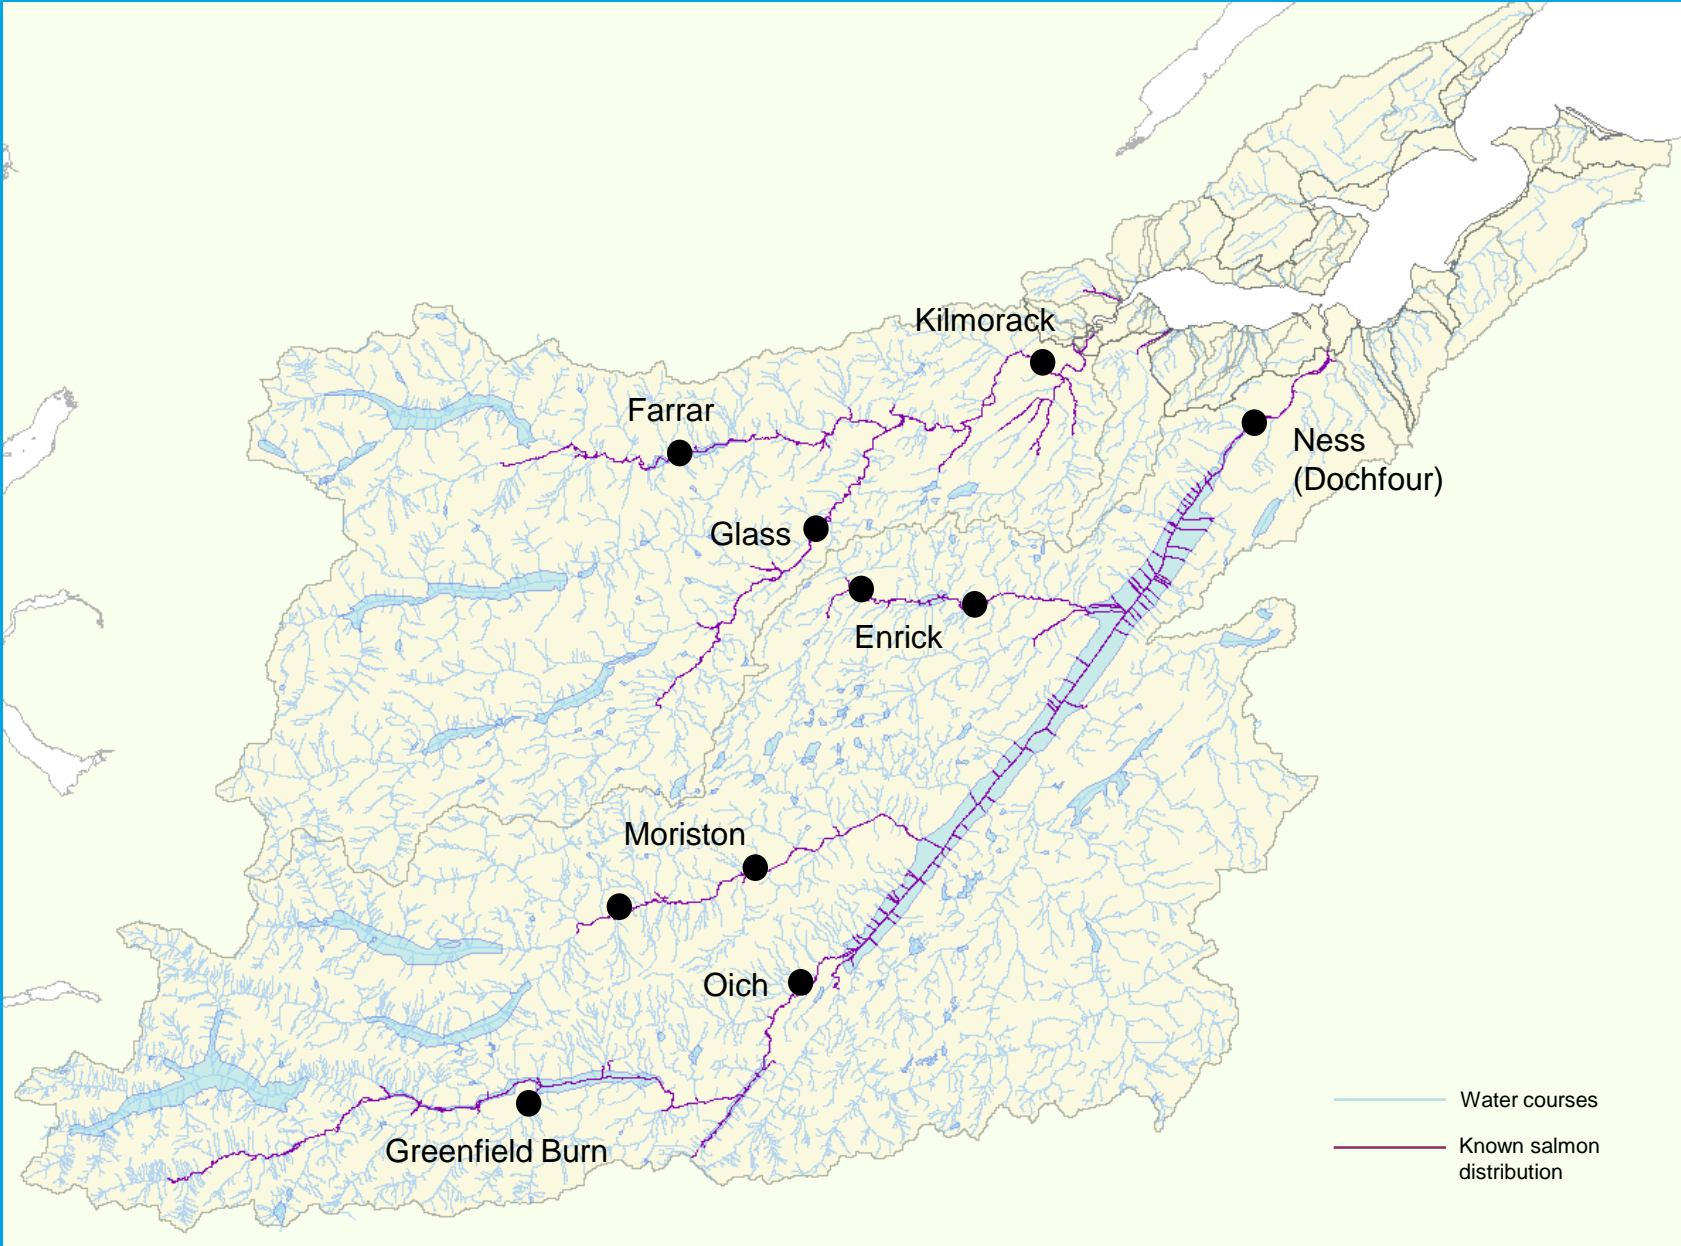 Kilmorack
Farrar
Ness
(Dochfour)
Glass
Enrick
Moriston
Oich
Greenfield Burn
Water courses
Known salmon
distribution